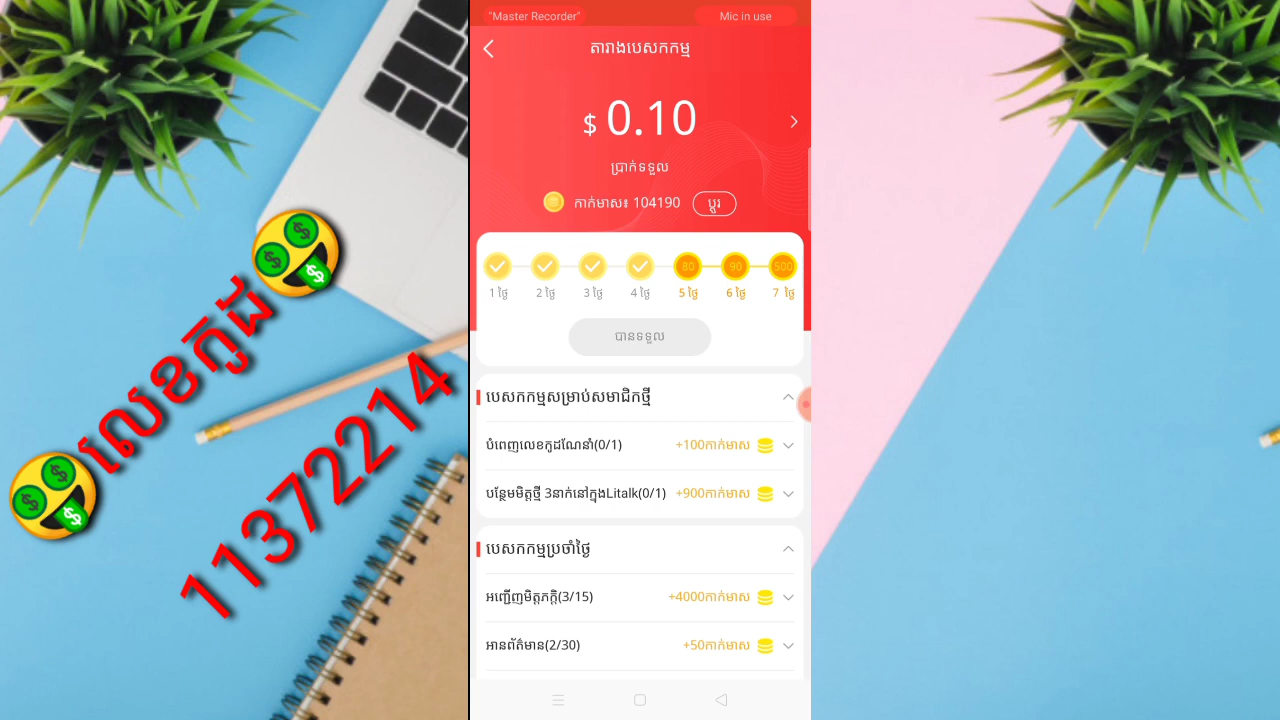 លេខកូដ
11372214
"Master Recorder"
Mic in use
តារាងបេសកកម្ម
$ 0.10
ប្រាក់ទទួល
កាក់មាស៖ 104190
ប្តូរ
80 90 500
1 ថ្ងៃ 2 ថ្ងៃ 3 ថ្ងៃ 4 ថ្ងៃ 5 ថ្ងៃ 6 ថ្ងៃ 7 ថ្ងៃ
បានទទួល
បេសកកម្មសម្រាប់សមាជិកថ្មី
បំពេញលេខកូដណែនាំ(0/1) +100កាក់មាស
បន្ថែមមិត្តថ្មី 3នាក់នៅក្នុងLitalk(0/1) +900កាក់មាស
បេសកកម្មប្រចាំថ្ងៃ
អញ្ជើញមិត្តភក្តិ(3/15) +4000កាក់មាស
អានព័ត៌មាន(2/30) +50កាក់មាស